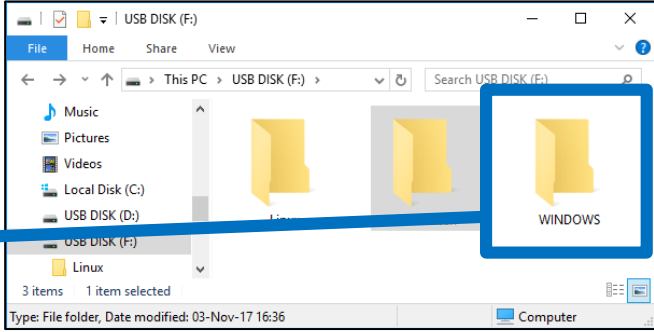 USB DISK (F:)
File Home Share View
This PC > USB DISK (F:) > Search USB DISK (F:)
Music
Pictures
Videos
Local Disk (C:)
USB DISK (D:)
USB DISK (F:)
Linux
WINDOWS
3 items 1 item selected
Type: File folder, Date modified: 03-Nov-17 16:36 Computer